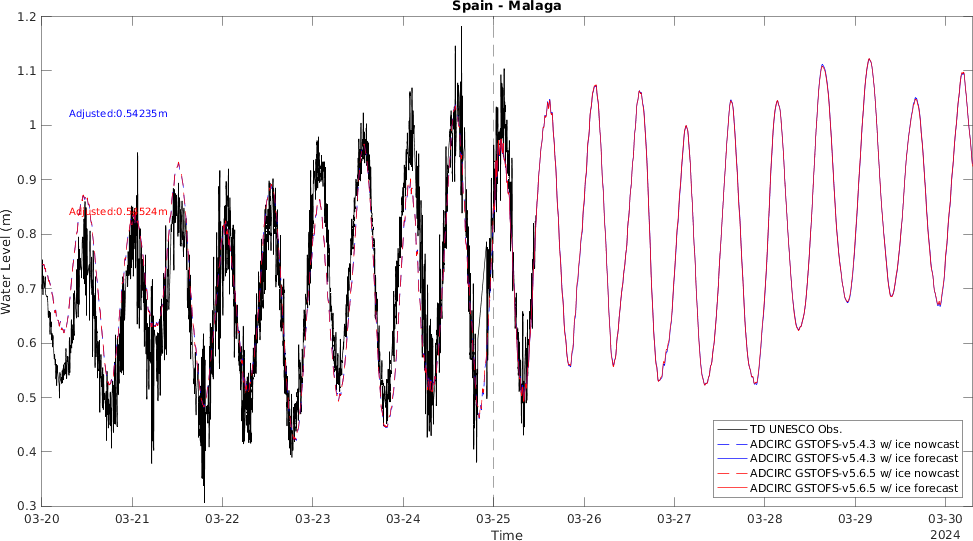 Spain - Malaga
Water Level (m)
1.2
1.1
1
0.9
0.8
0.7
0.6
0.5
0.4
0.3
Adjusted:0.54235m
TD UNESCO Obs.
ADCIRC GSTOFS-v5.4.3 w/ ice nowcast
ADCIRC GSTOFS-v5.4.3 w/ ice forecast
ADCIRC GSTOFS-v5.6.5 w/ ice nowcast
ADCIRC GSTOFS-v5.6.5 w/ ice forecast
03-20 03-21 03-22 03-23 03-24 03-25 03-26 03-27 03-28 03-29 03-30
Time
2024